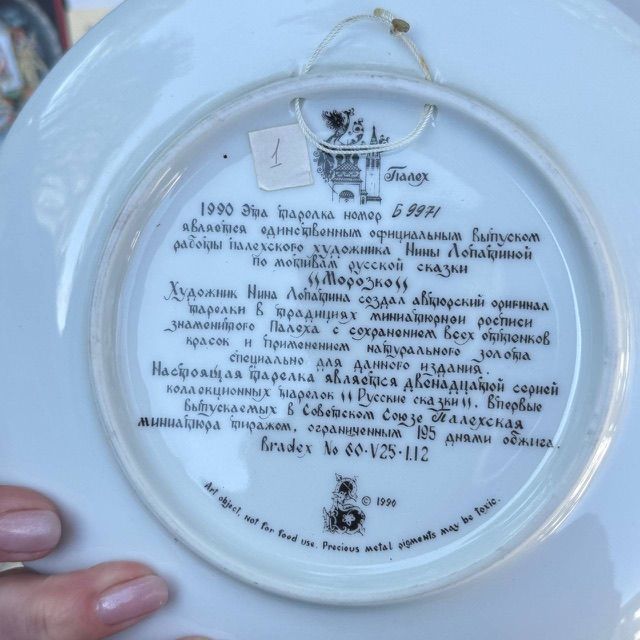 1
Палех
1990 Эта тарелка номер Б 9971
является единственным официальным выпуском
работы палехского художника Нины Лопатиной
по мотивам русской сказки
"Морозко"
Художник Нина Лопатина создал авторский оригинал
тарелки в традициях миниатюрной росписи
знаменитого Палеха с сохранением всех оттенков
красок и применением натурального золота
специально для данного издания.
Настоящая тарелка является двенадцатой серией
коллекционных тарелок "Русские сказки". Впервые
выпускаемых в Советском Союзе Палехская
миниатюра тиражом, ограниченным 195 днями обжига.
Bradex No 60·V25·1.12
© 1990
Art object. Not for food use. Precious metal pigments may be toxic.